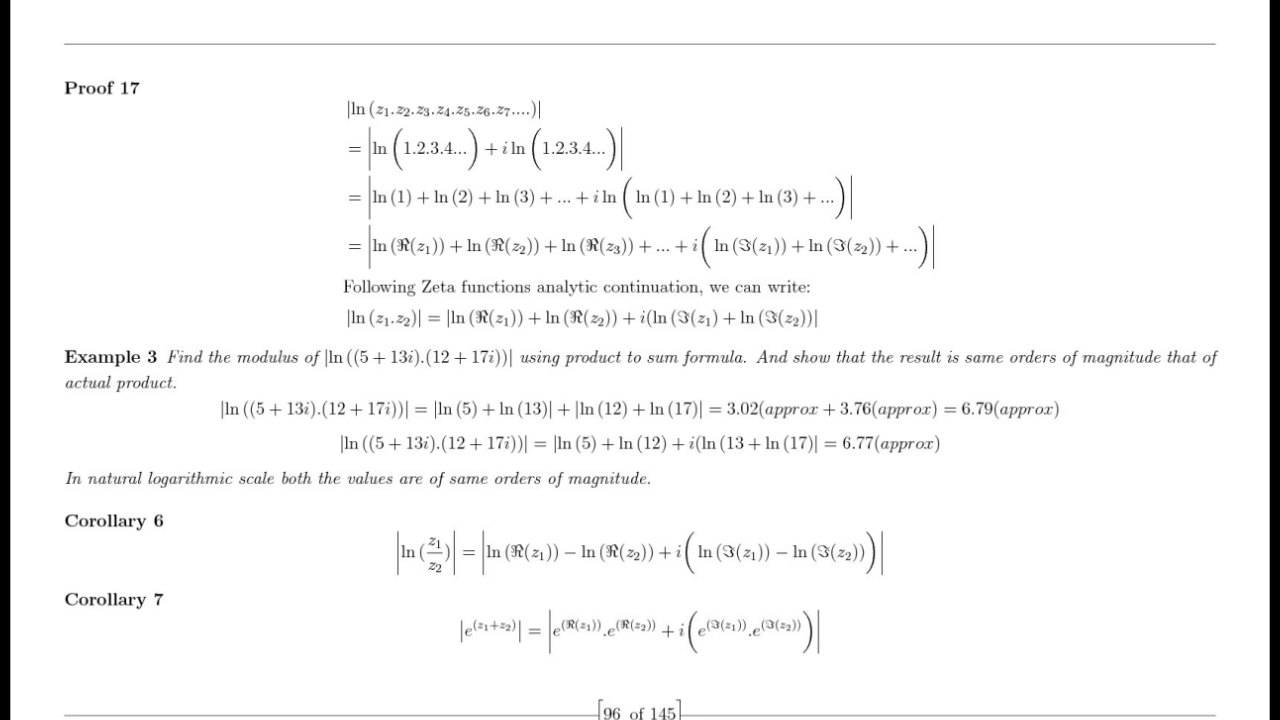 Proof 17
|ln (z₁.z₂.z₃.z₄.z₅.z₆.z₇....)|
= |ln (1.2.3.4...) + i ln (1.2.3.4...)|
= |ln (1) + ln (2) + ln (3) + ... + i ln ( ln (1) + ln (2) + ln (3) + ...)|
= |ln (ℜ(z₁)) + ln (ℜ(z₂)) + ln (ℜ(z₃)) + ... + i( ln (ℑ(z₁)) + ln (ℑ(z₂)) + ...)|
Following Zeta functions analytic continuation, we can write:
|ln (z₁.z₂)| = |ln (ℜ(z₁)) + ln (ℜ(z₂)) + i(ln (ℑ(z₁) + ln (ℑ(z₂))|
Example 3 Find the modulus of |ln ((5 + 13i).(12 + 17i))| using product to sum formula. And show that the result is same orders of magnitude that of
actual product.
|ln ((5 + 13i).(12 + 17i))| = |ln (5) + ln (13)| + |ln (12) + ln (17)| = 3.02(approx + 3.76(approx) = 6.79(approx)
|ln ((5 + 13i).(12 + 17i))| = |ln (5) + ln (12) + i(ln (13 + ln (17)| = 6.77(approx)
In natural logarithmic scale both the values are of same orders of magnitude.
Corollary 6
|ln (z₁/z₂)| = |ln (ℜ(z₁)) − ln (ℜ(z₂)) + i( ln (ℑ(z₁)) − ln (ℑ(z₂)))|
Corollary 7
|e^(z₁+z₂)| = |e^(ℜ(z₁)).e^(ℜ(z₂)) + i(e^(ℑ(z₁)).e^(ℑ(z₂)))|
[96 of 145]